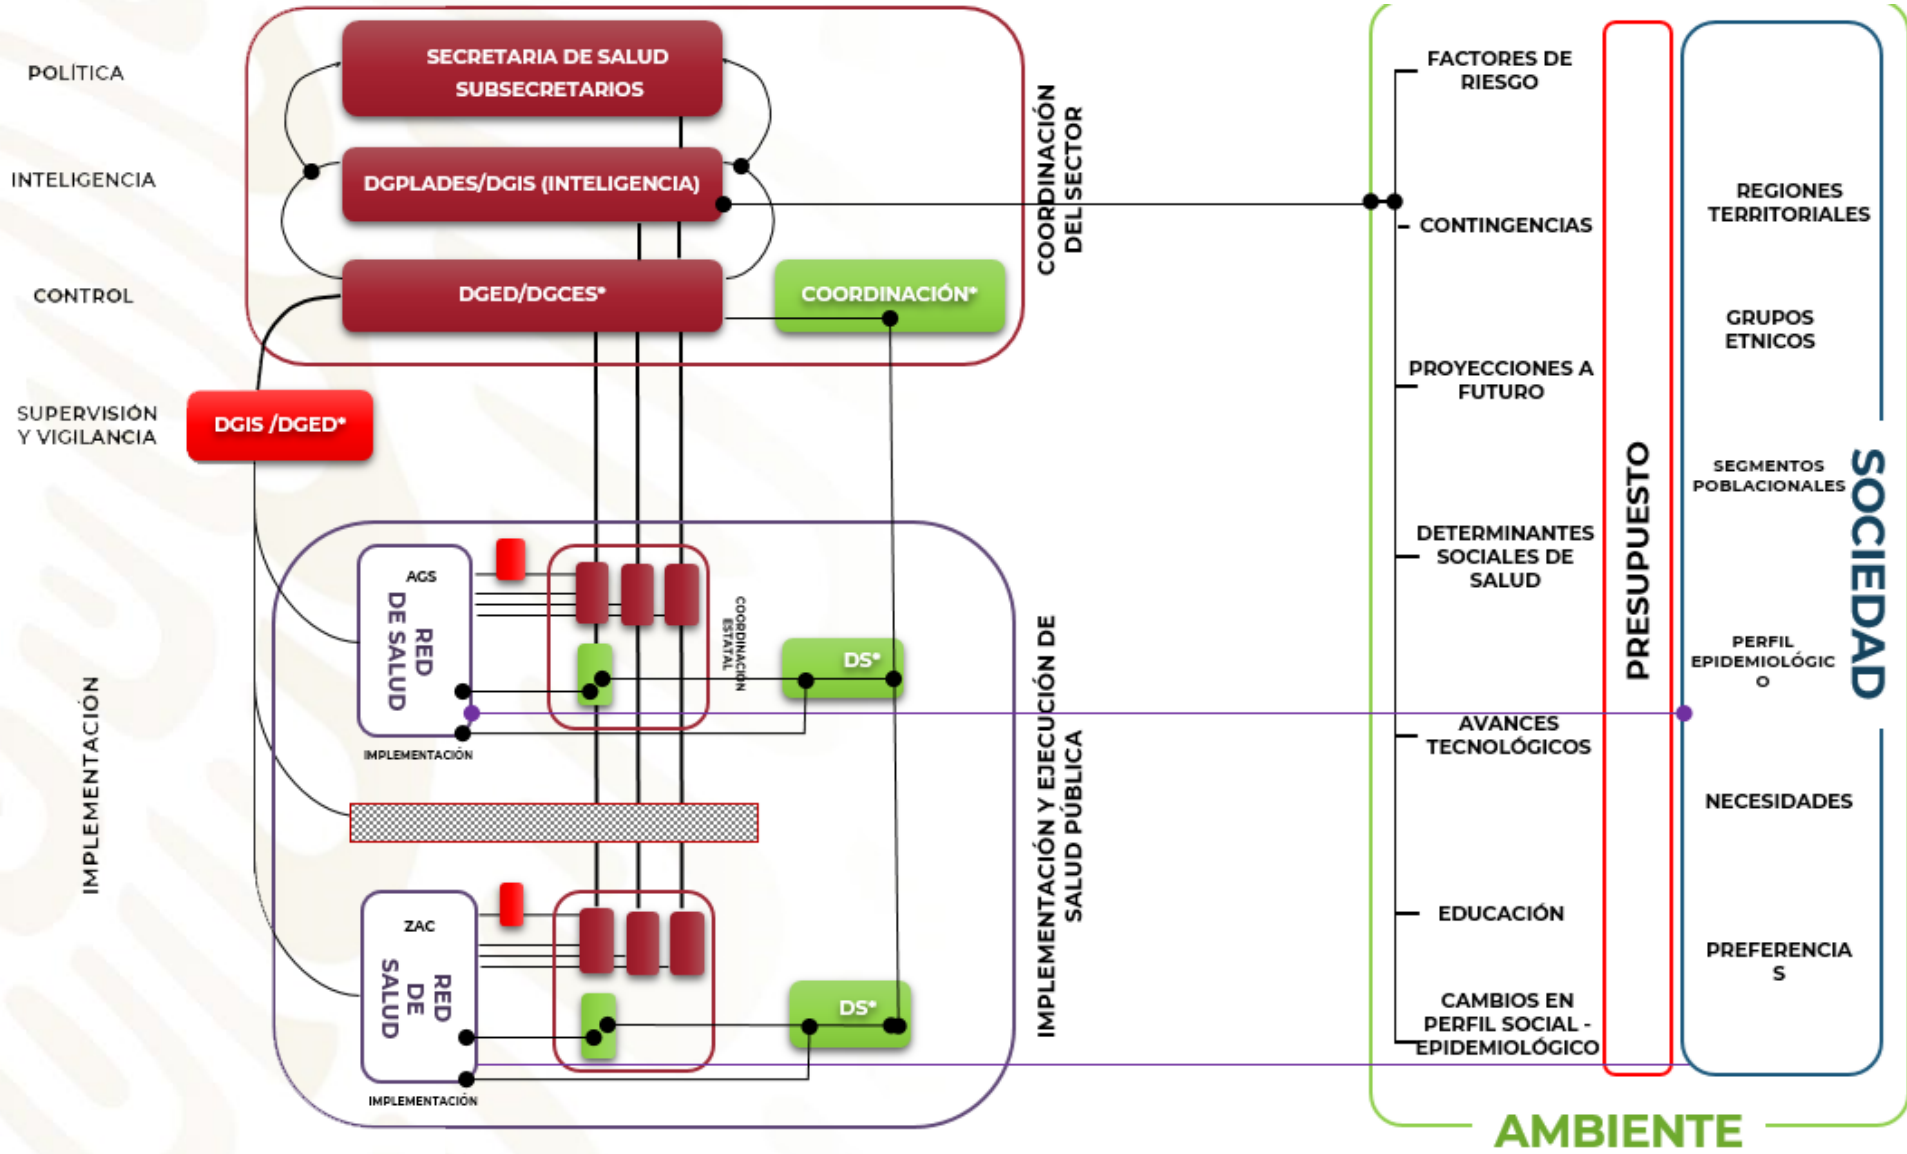 POLÍTICA
INTELIGENCIA
CONTROL
SUPERVISIÓN
Y VIGILANCIA
IMPLEMENTACIÓN
SECRETARIA DE SALUD
SUBSECRETARIOS
DGPLADES/DGIS (INTELIGENCIA)
DGED/DGCES*
COORDINACIÓN*
DGIS /DGED*
COORDINACIÓN
DEL SECTOR
AGS
RED
DE SALUD
IMPLEMENTACIÓN
COORDINACIÓN
ESTATAL
DS*
ZAC
RED
DE
SALUD
IMPLEMENTACIÓN
DS*
IMPLEMENTACIÓN Y EJECUCIÓN DE
SALUD PÚBLICA
FACTORES DE
RIESGO
CONTINGENCIAS
PROYECCIONES A
FUTURO
DETERMINANTES
SOCIALES DE
SALUD
AVANCES
TECNOLÓGICOS
EDUCACIÓN
CAMBIOS EN
PERFIL SOCIAL -
EPIDEMIOLÓGICO
PRESUPUESTO
REGIONES
TERRITORIALES
GRUPOS
ETNICOS
SEGMENTOS
POBLACIONALES
PERFIL
EPIDEMIOLÓGIC
O
NECESIDADES
PREFERENCIA
S
SOCIEDAD
AMBIENTE